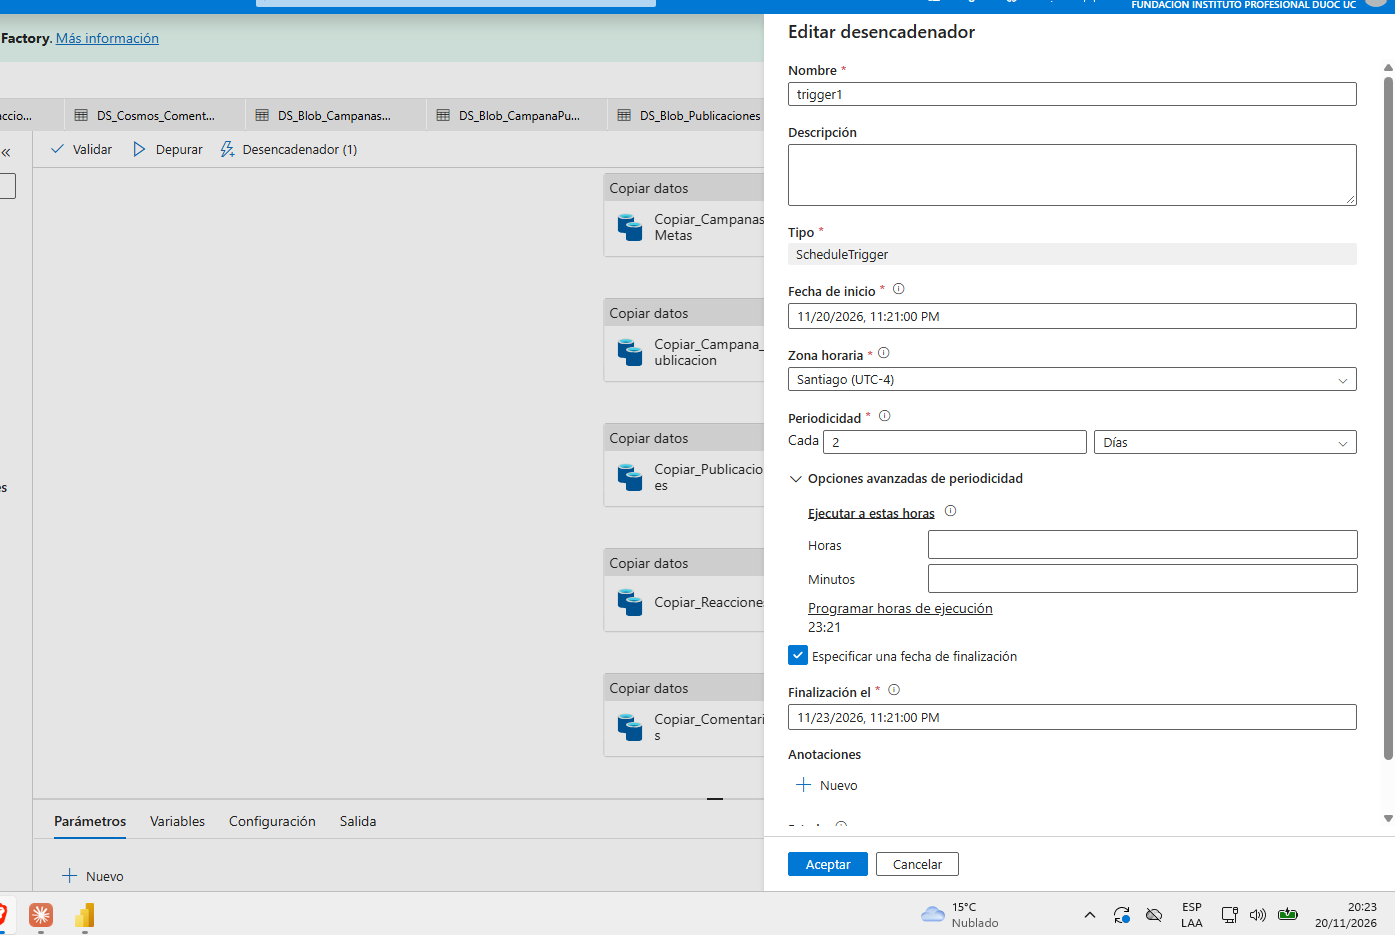 FUNDACION INSTITUTO PROFESIONAL DUOC UC
Factory. Más información
ccio...
DS_Cosmos_Coment...
DS_Blob_Campanas...
DS_Blob_CampanaPu...
DS_Blob_Publicaciones
Validar
Depurar
Desencadenador (1)
Copiar datos
Copiar_Campanas
Metas
Copiar datos
Copiar_Campana_
ublicacion
Copiar datos
Copiar_Publicacio
es
Copiar datos
Copiar_Reaccione
Copiar datos
Copiar_Comentari
s
es
Parámetros
Variables
Configuración
Salida
Nuevo
Editar desencadenador
Nombre *
trigger1
Descripción
Tipo *
ScheduleTrigger
Fecha de inicio *
11/20/2026, 11:21:00 PM
Zona horaria *
Santiago (UTC-4)
Periodicidad *
Cada 2 Días
Opciones avanzadas de periodicidad
Ejecutar a estas horas
Horas
Minutos
Programar horas de ejecución
23:21
Especificar una fecha de finalización
Finalización el *
11/23/2026, 11:21:00 PM
Anotaciones
Nuevo
Aceptar
Cancelar
15°C
Nublado
ESP
LAA
20:23
20/11/2026